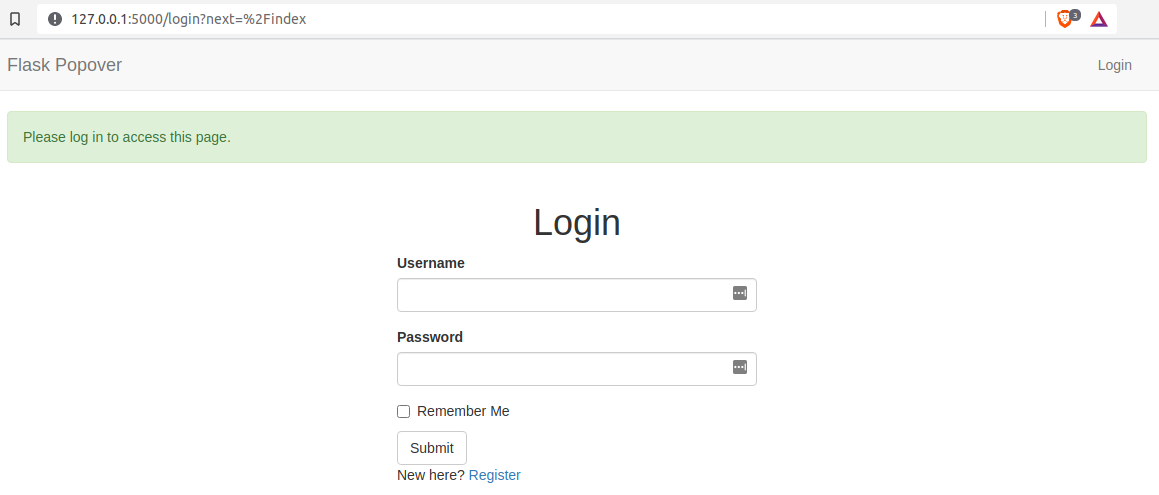 127.0.0.1:5000/login?next=%2Findex
3
Flask Popover
Login
Please log in to access this page.
Login
Username
Password
Remember Me
Submit
New here? Register